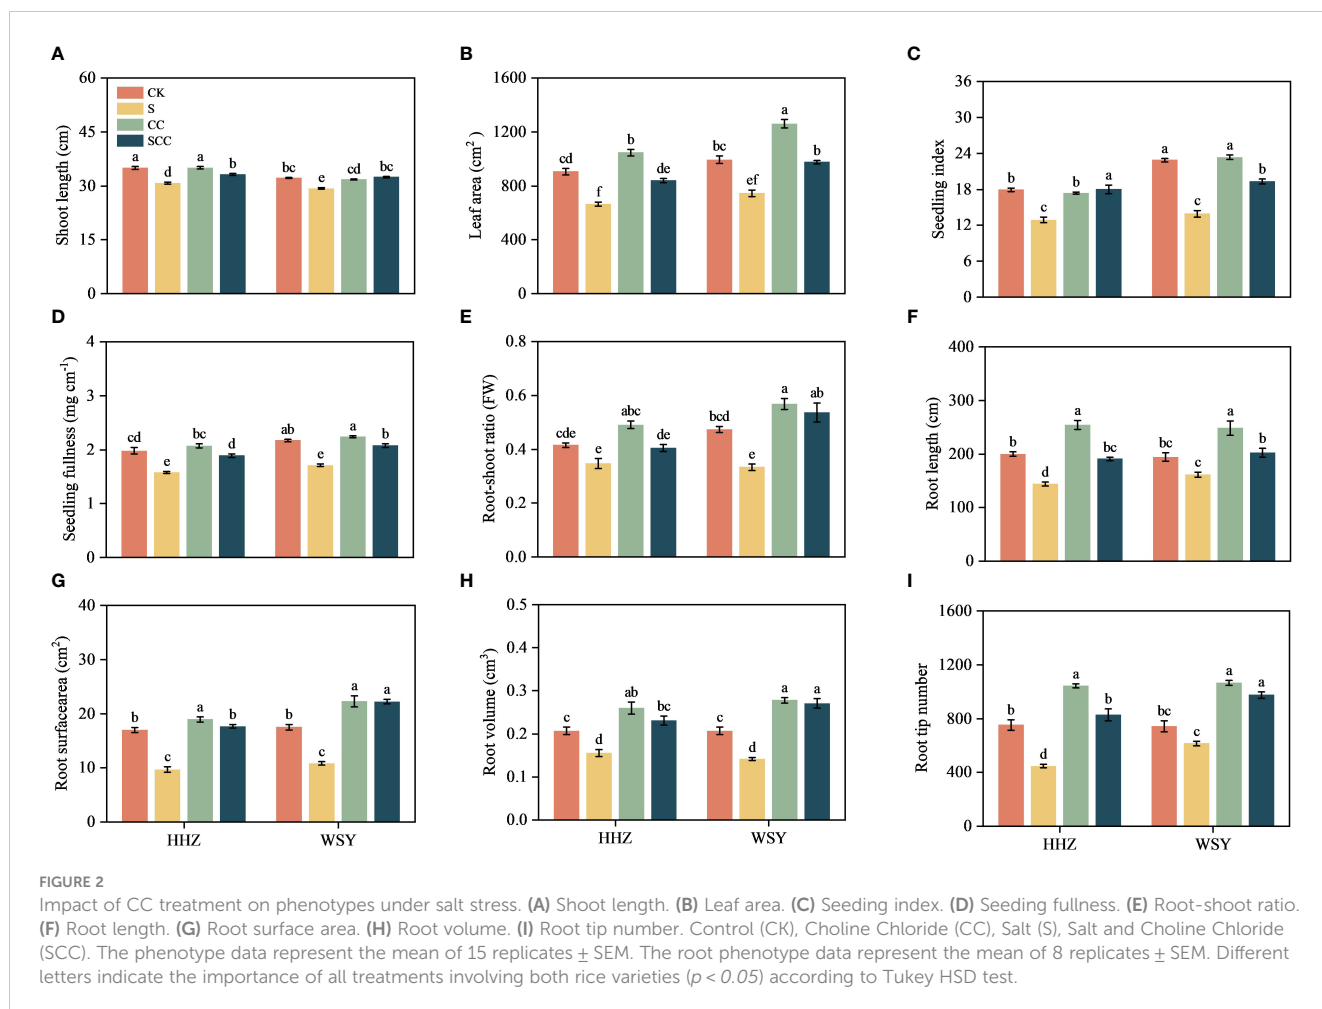 A
B
C
60
45
30
15
0
Shoot length (cm)
CK
S
CC
SCC
a
d
a
b
bc
e
cd
bc
1600
1200
800
400
0
Leaf area (cm²)
cd
f
b
de
bc
ef
a
b
36
30
24
18
12
6
0
Seedling index
b
c
b
a
a
c
a
b
D
E
F
4
3
2
1
0
Seedling fullness (mg cm⁻¹)
cd
e
bc
d
ab
e
a
b
0.8
0.6
0.4
0.2
0.0
Root-shoot ratio (FW)
cde
e
abc
de
bcd
e
a
ab
400
300
200
100
0
Root length (cm)
b
d
a
bc
bc
c
a
b
G
H
I
40
30
20
10
0
Root surfacearea (cm²)
b
c
a
b
b
c
a
a
HHZ
WSY
0.5
0.4
0.3
0.2
0.1
0.0
Root volume (cm³)
c
d
ab
bc
c
d
a
a
HHZ
WSY
1600
1200
800
400
0
Root tip number
b
d
a
b
bc
c
a
a
HHZ
WSY
FIGURE 2
Impact of CC treatment on phenotypes under salt stress. (A) Shoot length. (B) Leaf area. (C) Seeding index. (D) Seeding fullness. (E) Root-shoot ratio.
(F) Root length. (G) Root surface area. (H) Root volume. (I) Root tip number. Control (CK), Choline Chloride (CC), Salt (S), Salt and Choline Chloride
(SCC). The phenotype data represent the mean of 15 replicates ± SEM. The root phenotype data represent the mean of 8 replicates ± SEM. Different
letters indicate the importance of all treatments involving both rice varieties (p < 0.05) according to Tukey HSD test.